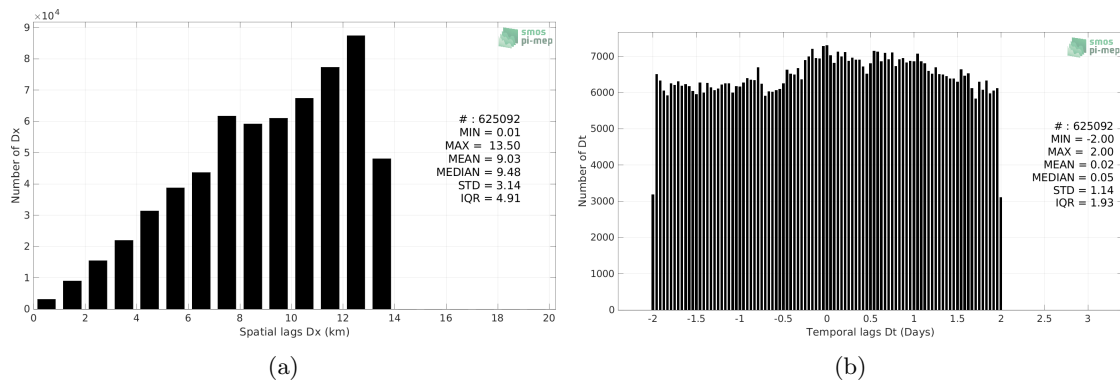 ×10⁴
9
8
7
6
5
4
3
2
1
0
Number of Dx
0 2 4 6 8 10 12 14 16 18 20
Spatial lags Dx (km)
smos
pi-mep
# : 625092
MIN = 0.01
MAX = 13.50
MEAN = 9.03
MEDIAN = 9.48
STD = 3.14
IQR = 4.91
(a)
7000
6000
5000
4000
3000
2000
1000
0
Number of Dt
-2 -1.5 -1 -0.5 0 0.5 1 1.5 2 2.5 3
Temporal lags Dt (Days)
smos
pi-mep
# : 625092
MIN = -2.00
MAX = 2.00
MEAN = 0.02
MEDIAN = 0.05
STD = 1.14
IQR = 1.93
(b)